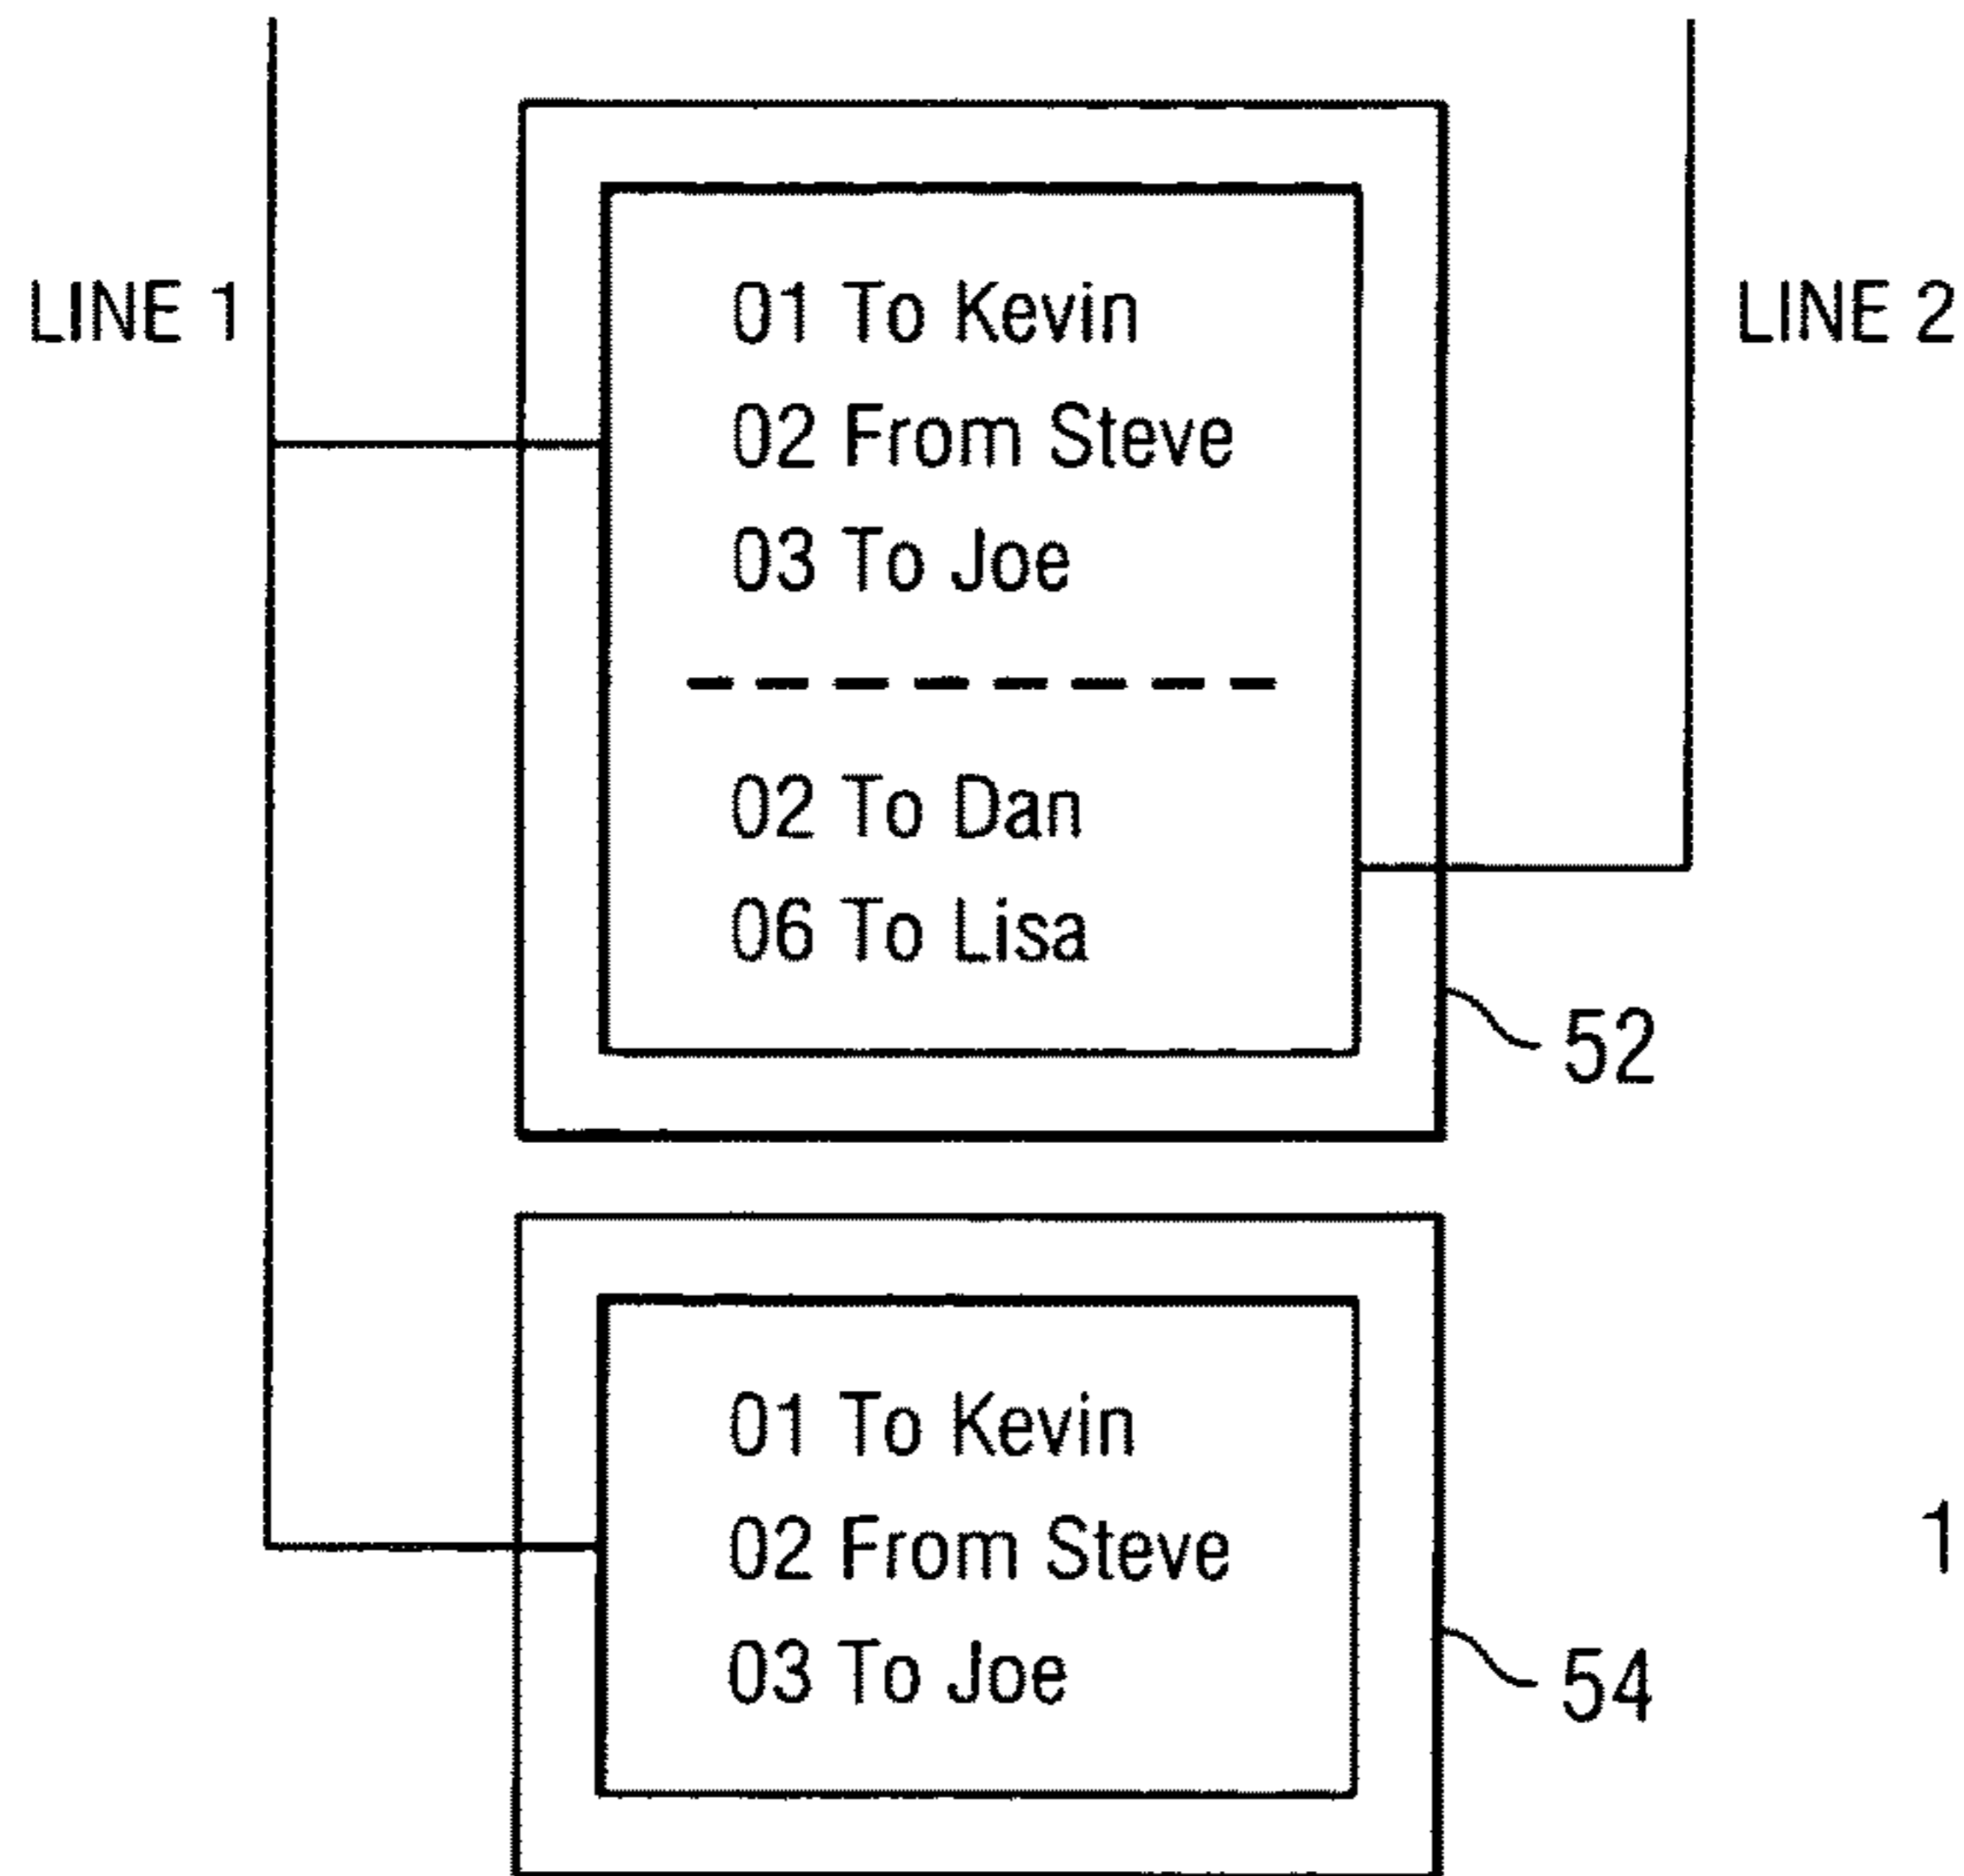 LINE 1
LINE 2
01 To Kevin
02 From Steve
03 To Joe
02 To Dan
06 To Lisa
52
01 To Kevin
02 From Steve
03 To Joe
54
1